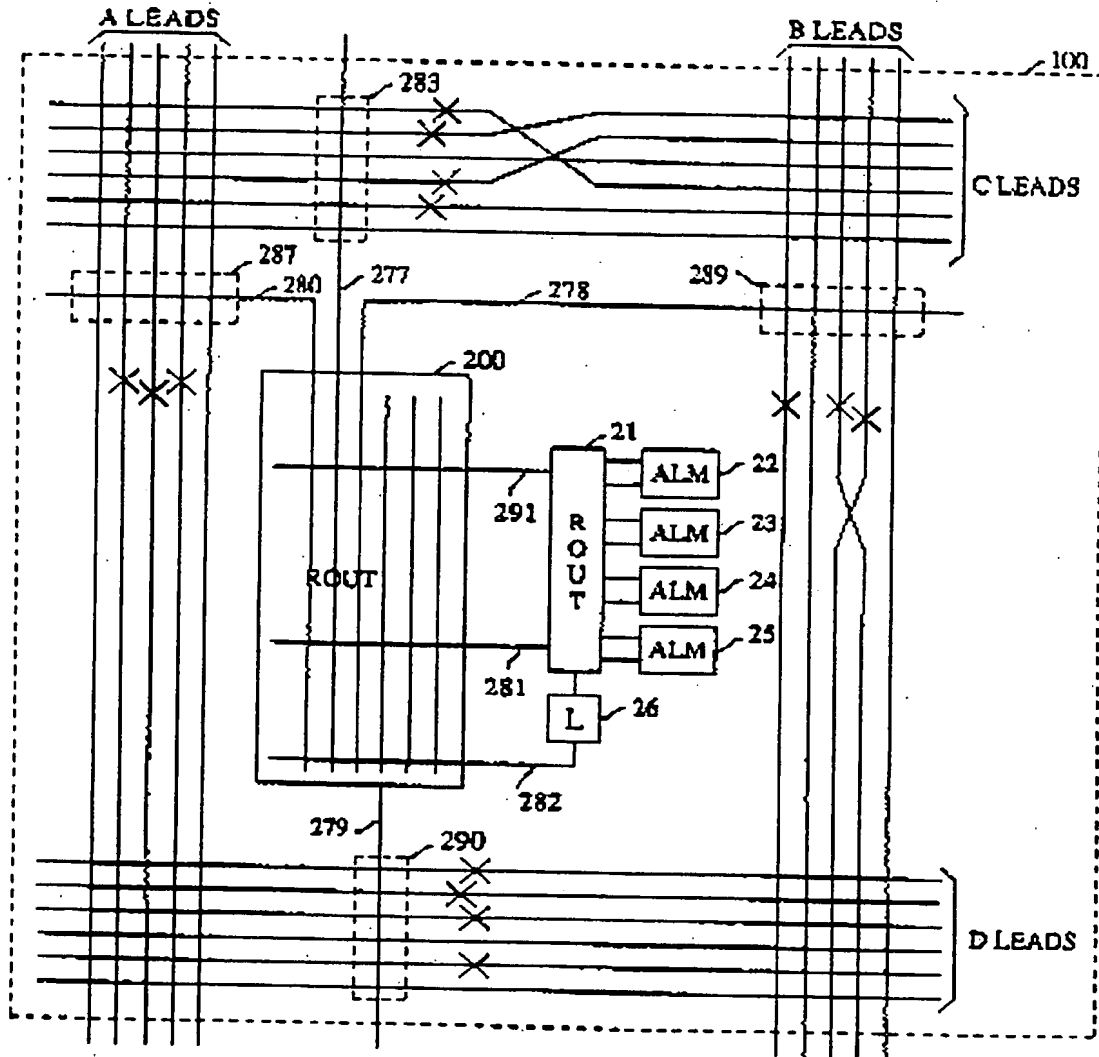 A LEADS
B LEADS
100
283
C LEADS
287
280
277
278
289
200
21
ALM
22
291
R
O
U
T
ALM
23
ROUT
ALM
24
ALM
25
281
L
26
282
279
290
D LEADS